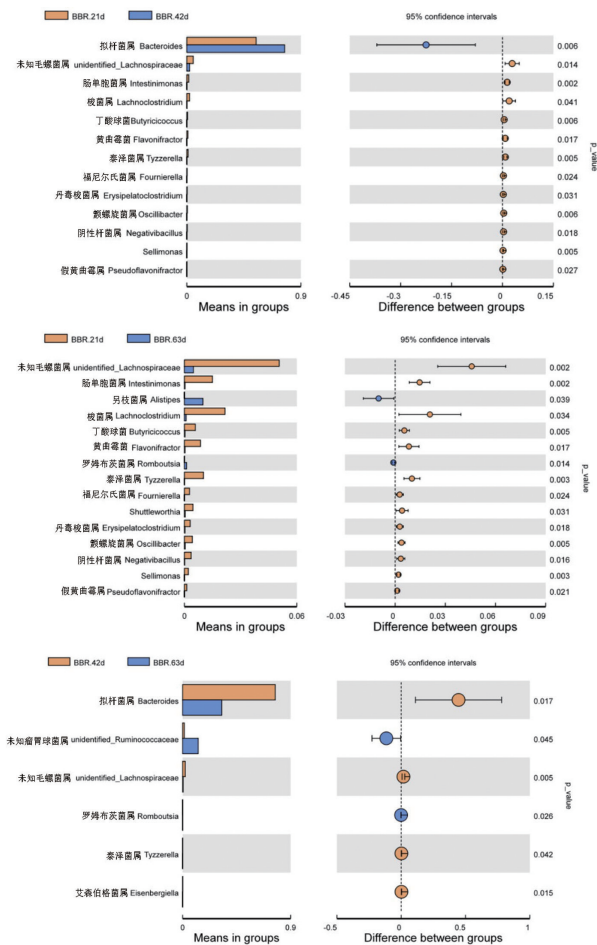 BBR.21d BBR.42d 95% confidence intervals
拟杆菌属 Bacteroides 0.006
未知毛螺菌属 unidentified_Lachnospiraceae 0.014
肠单胞菌属 Intestinimonas 0.002
梭菌属 Lachnoclostridium 0.041
丁酸球菌Butyricicoccus 0.006
黄曲霉菌 Flavonifractor 0.017
泰泽菌属 Tyzzerella 0.005
福尼尔氏菌属 Fournierella 0.024
丹毒梭菌属 Erysipelatoclostridium 0.031
颤螺旋菌属 Oscillibacter 0.006
阴性杆菌属 Negativibacillus 0.018
Sellimonas 0.005
假黄曲霉属 Pseudoflavonifractor 0.027
p_value
0 0.9 -0.45 -0.3 -0.15 0 0.15
Means in groups Difference between groups
BBR.21d BBR.63d 95% confidence intervals
未知毛螺菌属 unidentified_Lachnospiraceae 0.002
肠单胞菌属 Intestinimonas 0.002
另枝菌属 Alistipes 0.039
梭菌属 Lachnoclostridium 0.034
丁酸球菌 Butyricicoccus 0.005
黄曲霉菌 Flavonifractor 0.017
罗姆布茨菌属 Romboutsia 0.014
泰泽菌属 Tyzzerella 0.003
福尼尔氏菌属 Fournierella 0.024
Shuttleworthia 0.031
丹毒梭菌属 Erysipelatoclostridium 0.018
颤螺旋菌属 Oscillibacter 0.005
阴性杆菌属 Negativibacillus 0.016
Sellimonas 0.003
假黄曲霉属 Pseudoflavonifractor 0.021
p_value
0 0.06 -0.03 0 0.03 0.06 0.09
Means in groups Difference between groups
BBR.42d BBR.63d 95% confidence intervals
拟杆菌属 Bacteroides 0.017
未知瘤胃球菌属 unidentified_Ruminococcaceae 0.045
未知毛螺菌属 unidentified_Lachnospiraceae 0.005
罗姆布茨菌属 Romboutsia 0.026
泰泽菌属 Tyzzerella 0.042
艾森伯格菌属 Eisenbergiella 0.015
p_value
0 0.9 -0.5 0 0.5 1
Means in groups Difference between groups